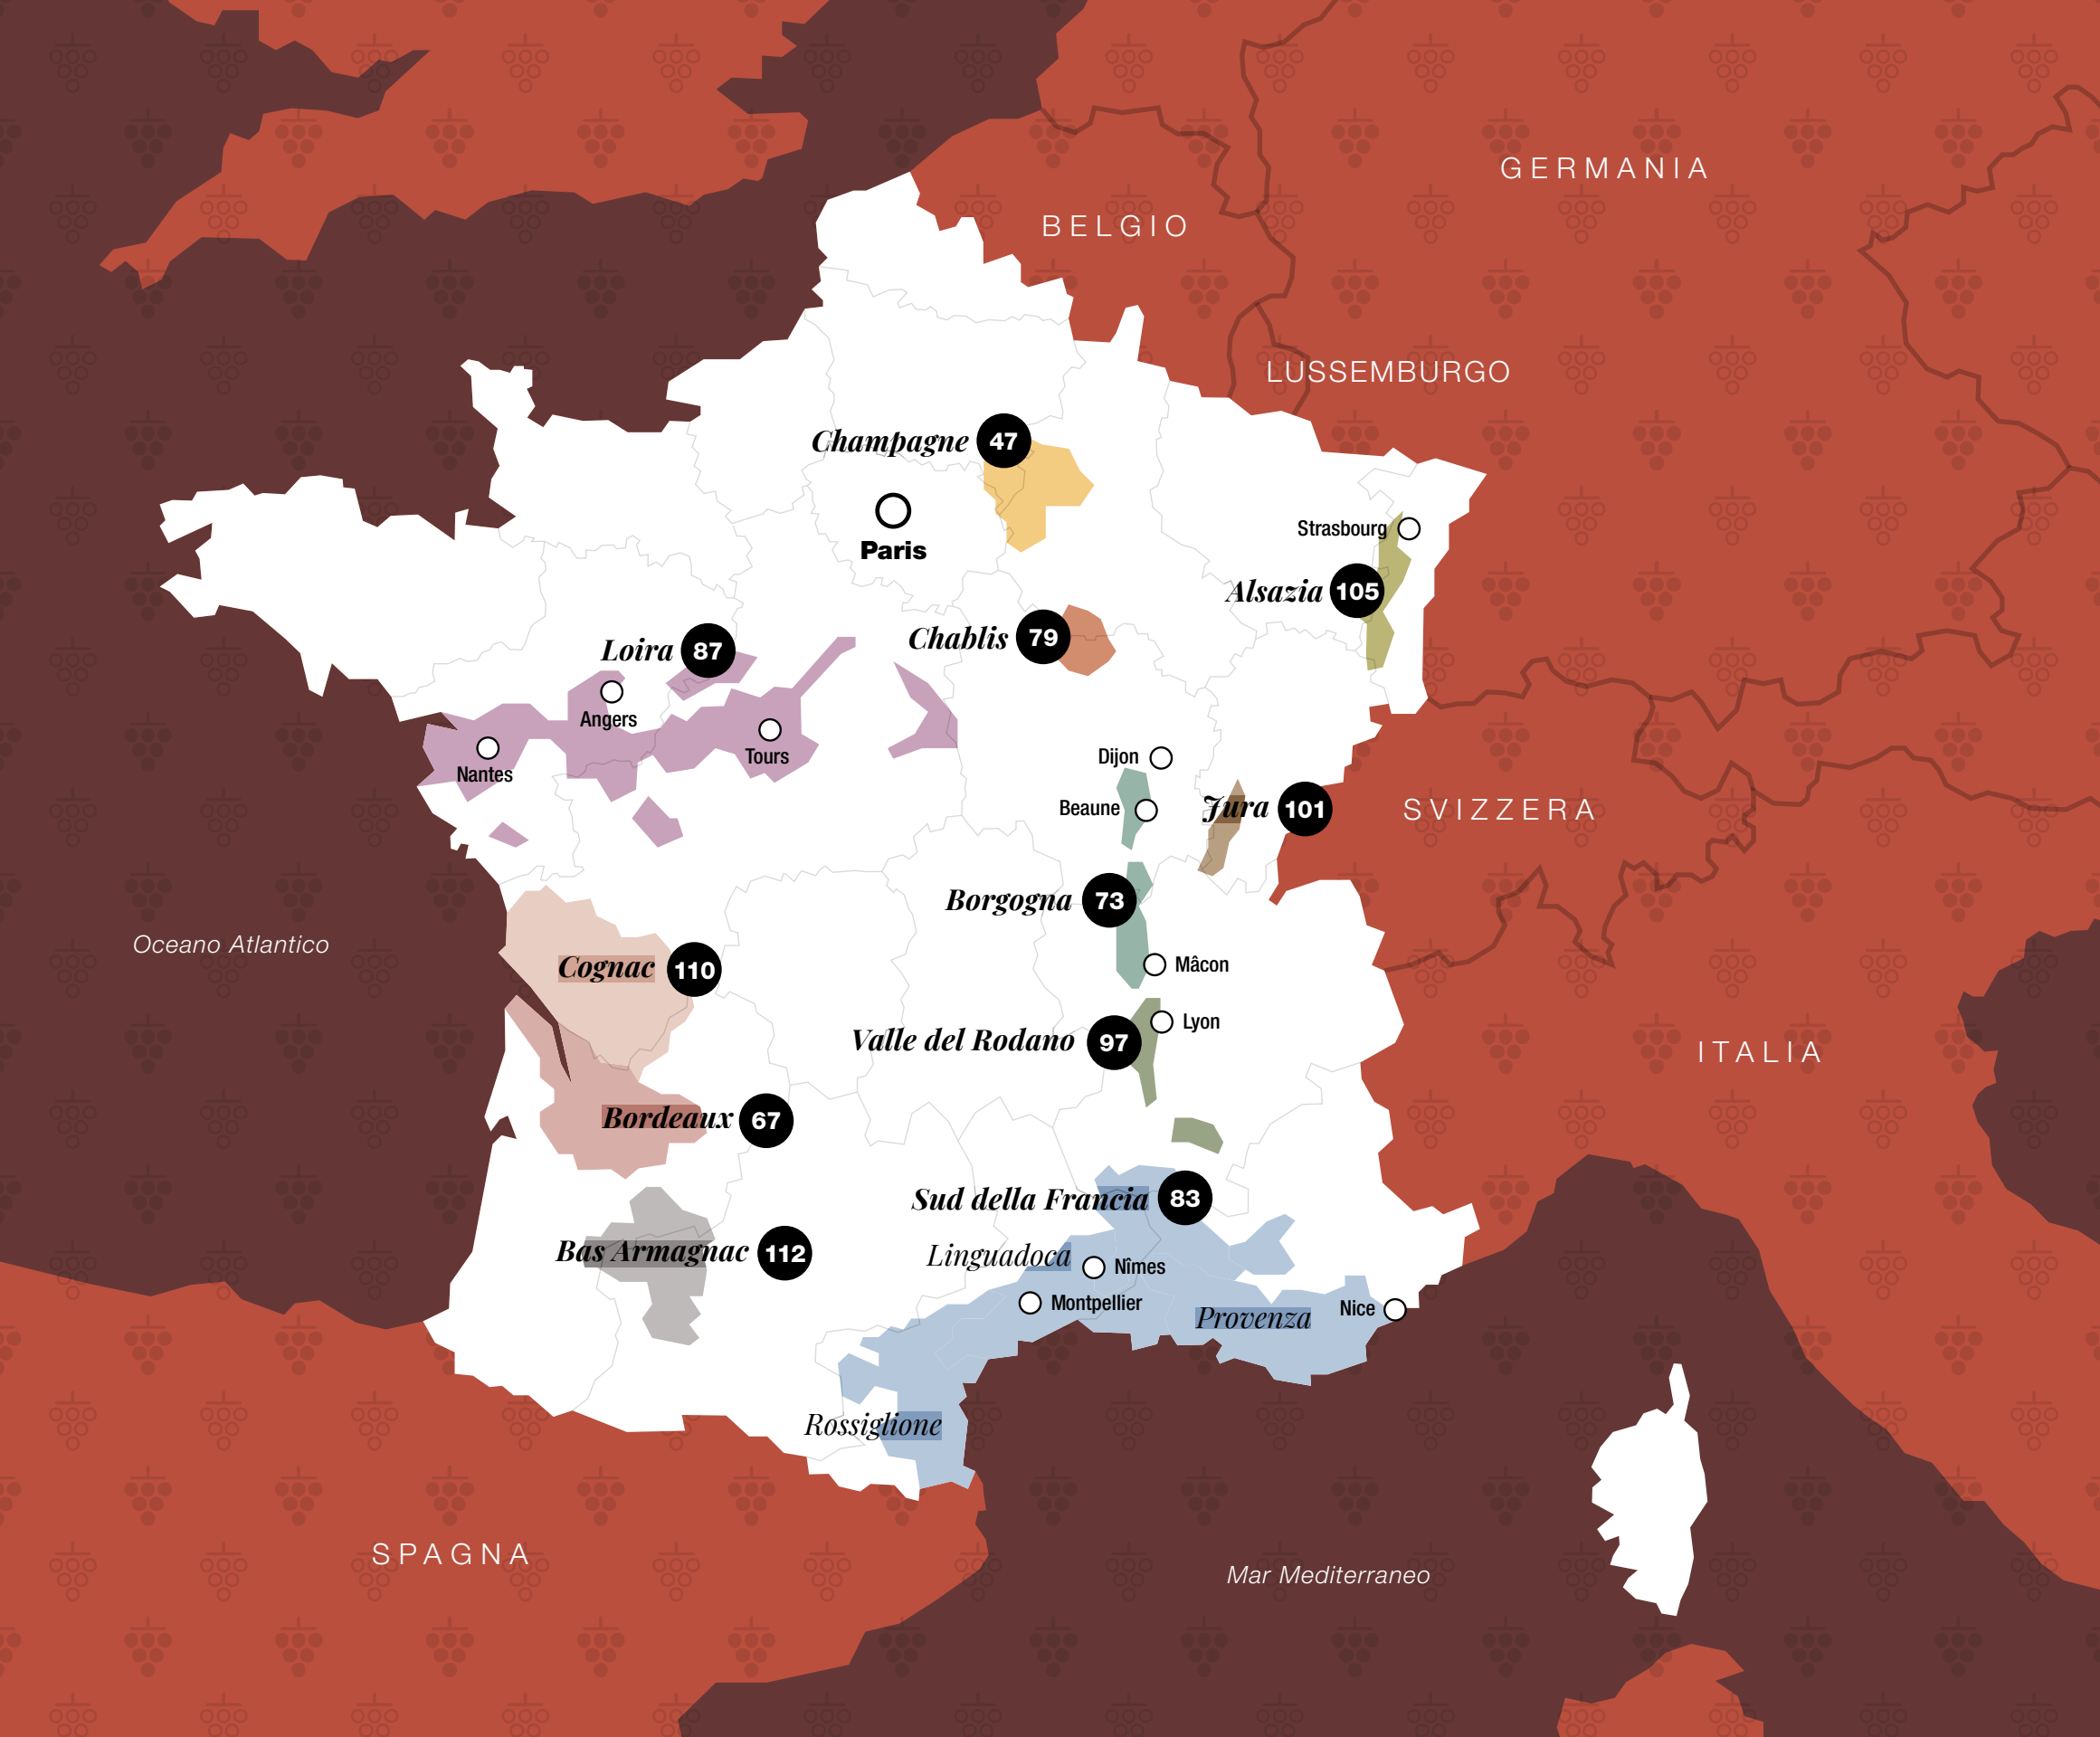 GERMANIA
BELGIO
LUSSEMBURGO
Champagne 47
Paris
Strasbourg
Alsazia 105
Chablis 79
Loira 87
Angers
Tours
Nantes
Dijon
Beaune
Jura 101
SVIZZERA
Borgogna 73
Oceano Atlantico
Cognac 110
Mâcon
Lyon
Valle del Rodano 97
ITALIA
Bordeaux 67
Sud della Francia 83
Bas Armagnac 112
Linguadoca
Nîmes
Montpellier
Provenza
Nice
Rossiglione
SPAGNA
Mar Mediterraneo